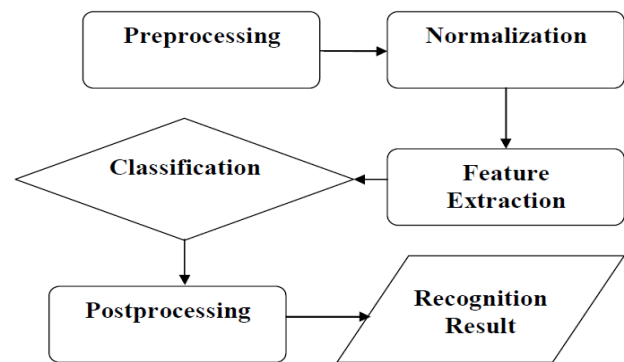 Preprocessing
Normalization
Feature
Extraction
Classification
Postprocessing
Recognition
Result